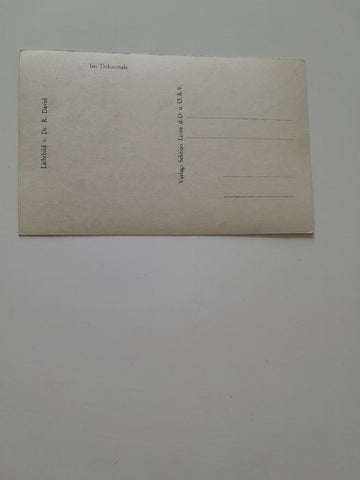 Im Debanttale
Lichtbild v. Dr. R. David
Verlag: Sektion Lienz d. D. u. Ö. A. V.